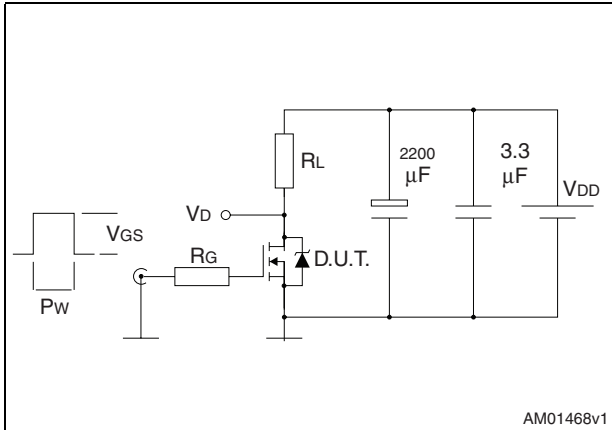 RL
2200
μF
3.3
μF
VDD
VD
VGS
RG
D.U.T.
PW
AM01468v1